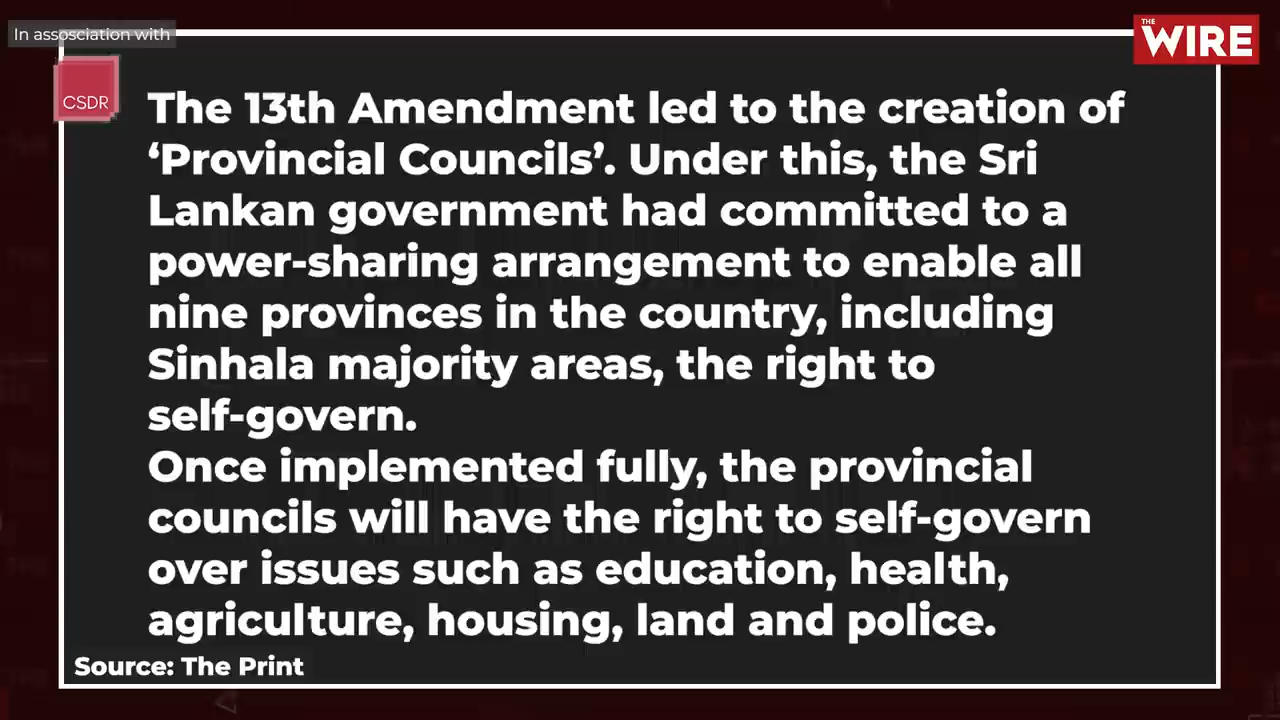 In assosciation with
THE
WIRE
CSDR
The 13th Amendment led to the creation of
‘Provincial Councils’. Under this, the Sri
Lankan government had committed to a
power-sharing arrangement to enable all
nine provinces in the country, including
Sinhala majority areas, the right to
self-govern.
Once implemented fully, the provincial
councils will have the right to self-govern
over issues such as education, health,
agriculture, housing, land and police.
Source: The Print